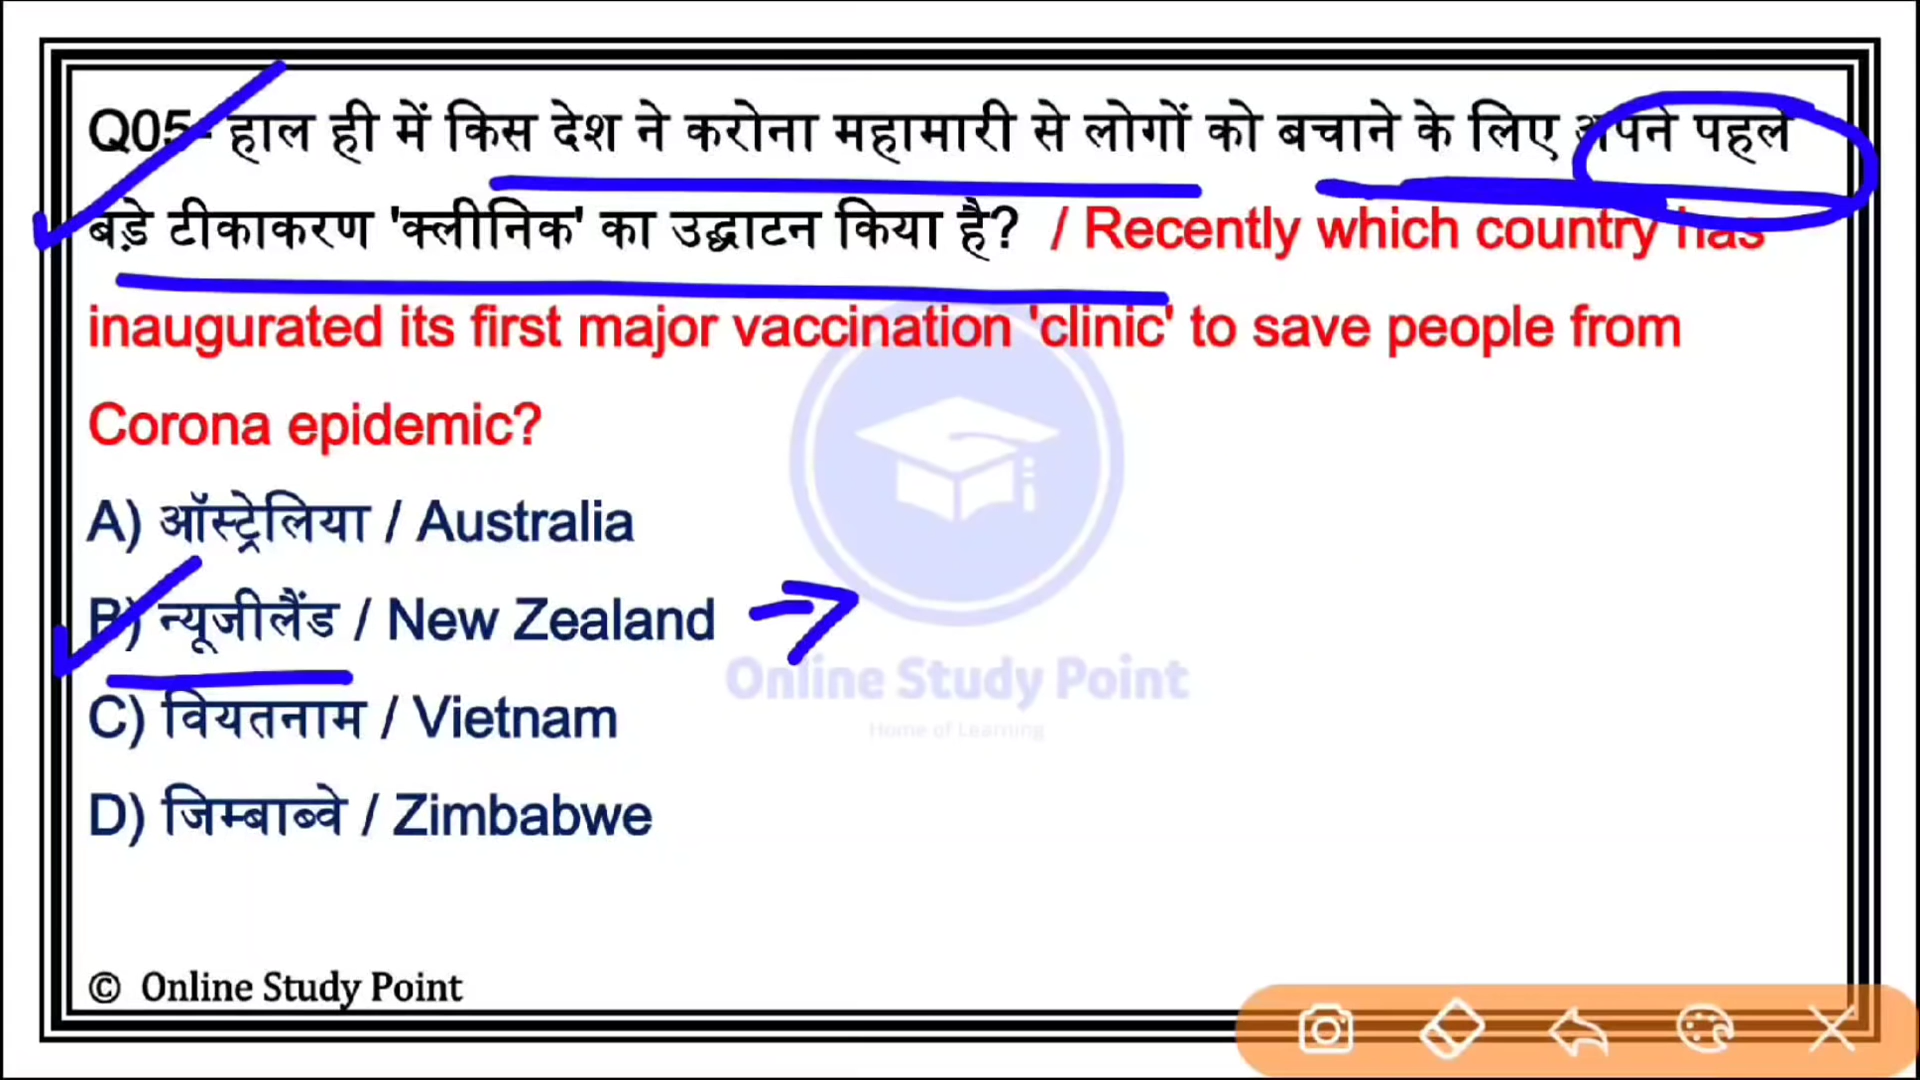 Q05- हाल ही में किस देश ने करोना महामारी से लोगों को बचाने के लिए अपने पहले
बड़े टीकाकरण 'क्लीनिक' का उद्घाटन किया है? / Recently which country has
inaugurated its first major vaccination 'clinic' to save people from
Corona epidemic?
A) ऑस्ट्रेलिया / Australia
B) न्यूजीलैंड / New Zealand
C) वियतनाम / Vietnam
Online Study Point
Home of Learning
D) जिम्बाब्वे / Zimbabwe
© Online Study Point